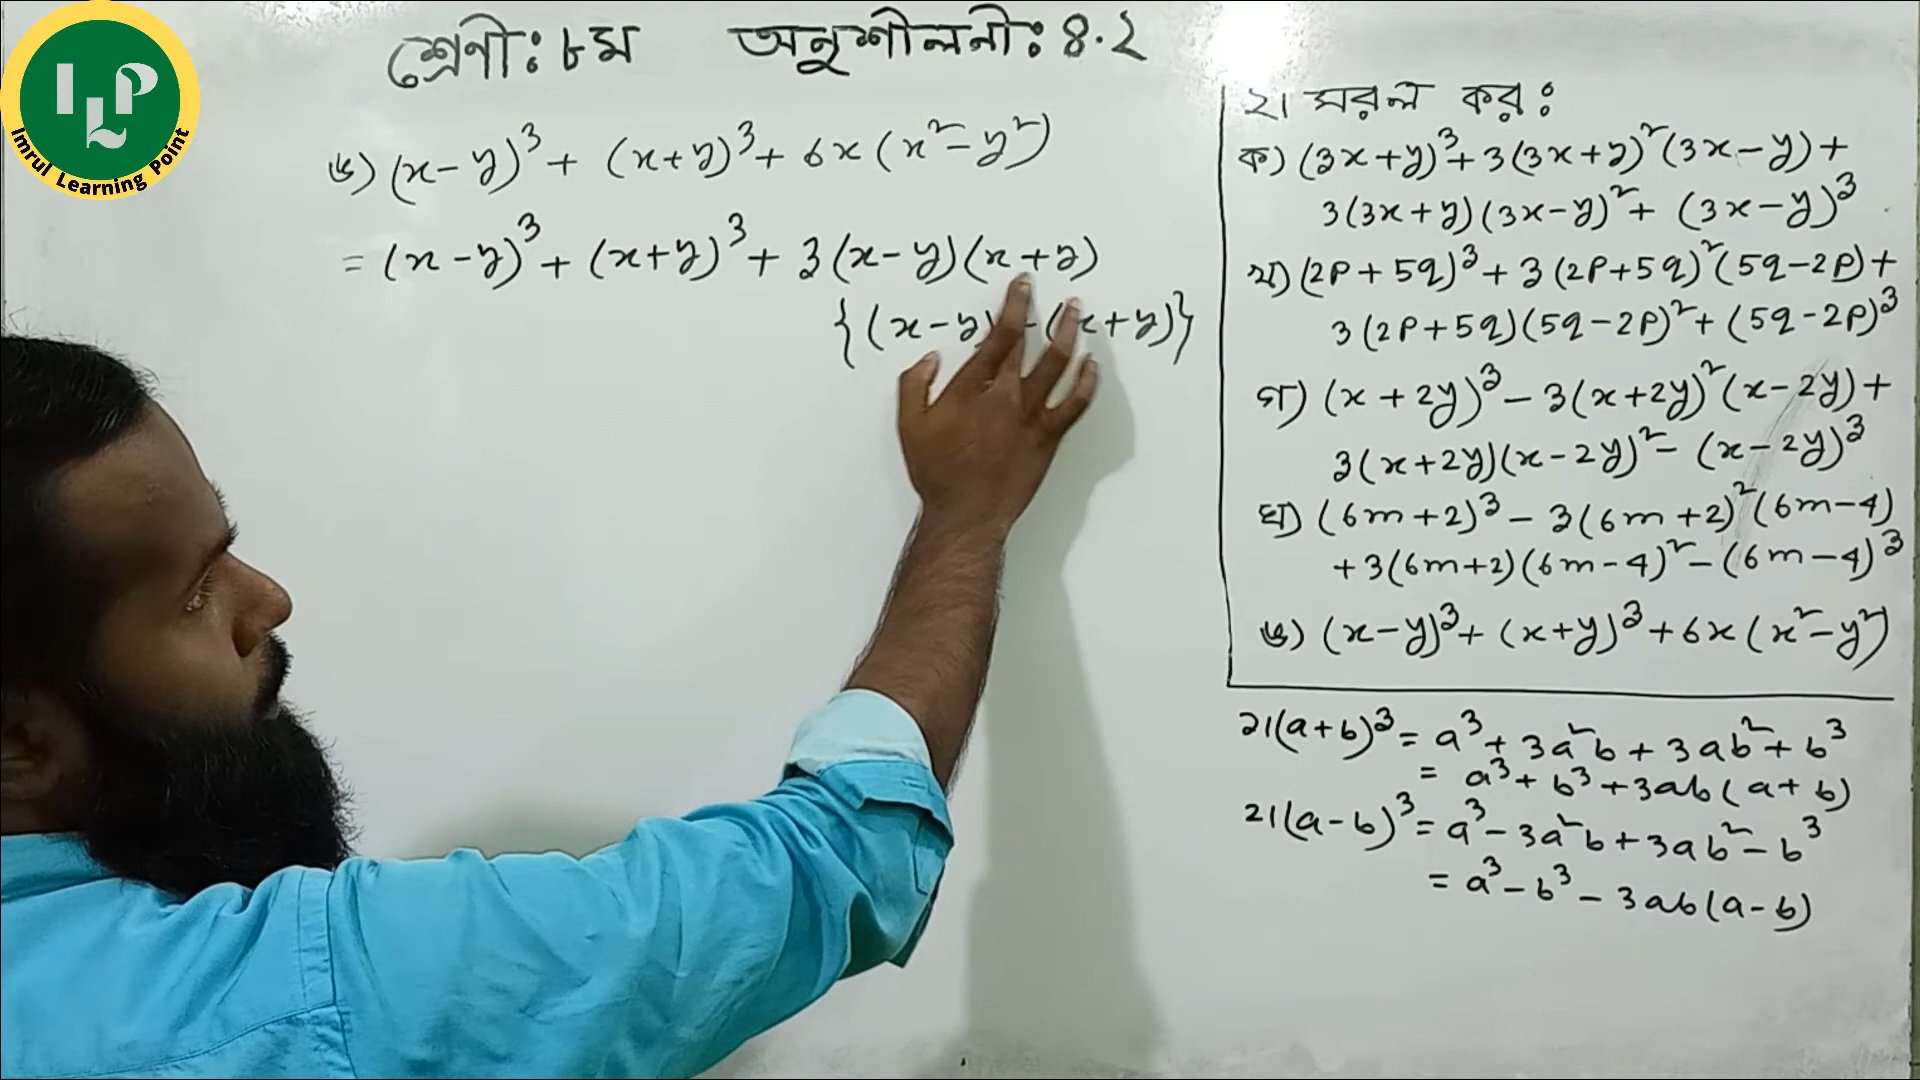 ILP
Imrul Learning Point
শ্রেণী: ৮ম অনুশীলনী: ৪.২
ঙ) (x-y)³ + (x+y)³ + 6x(x²-y²)
= (x-y)³ + (x+y)³ + 3(x-y)(x+y)
{(x-y) + (x+y)}
২। সরল কর:
ক) (3x+y)³ + 3(3x+y)²(3x-y) +
3(3x+y)(3x-y)² + (3x-y)³
খ) (2p+5q)³ + 3(2p+5q)²(5q-2p) +
3(2p+5q)(5q-2p)² + (5q-2p)³
গ) (x+2y)³ - 3(x+2y)²(x-2y) +
3(x+2y)(x-2y)² - (x-2y)³
ঘ) (6m+2)³ - 3(6m+2)²(6m-4)
+3(6m+2)(6m-4)² - (6m-4)³
ঙ) (x-y)³ + (x+y)³ + 6x(x²-y²)
১।(a+b)³ = a³ + 3a²b + 3ab² + b³
= a³ + b³ + 3ab(a+b)
২।(a-b)³ = a³ - 3a²b + 3ab² - b³
= a³ - b³ - 3ab(a-b)